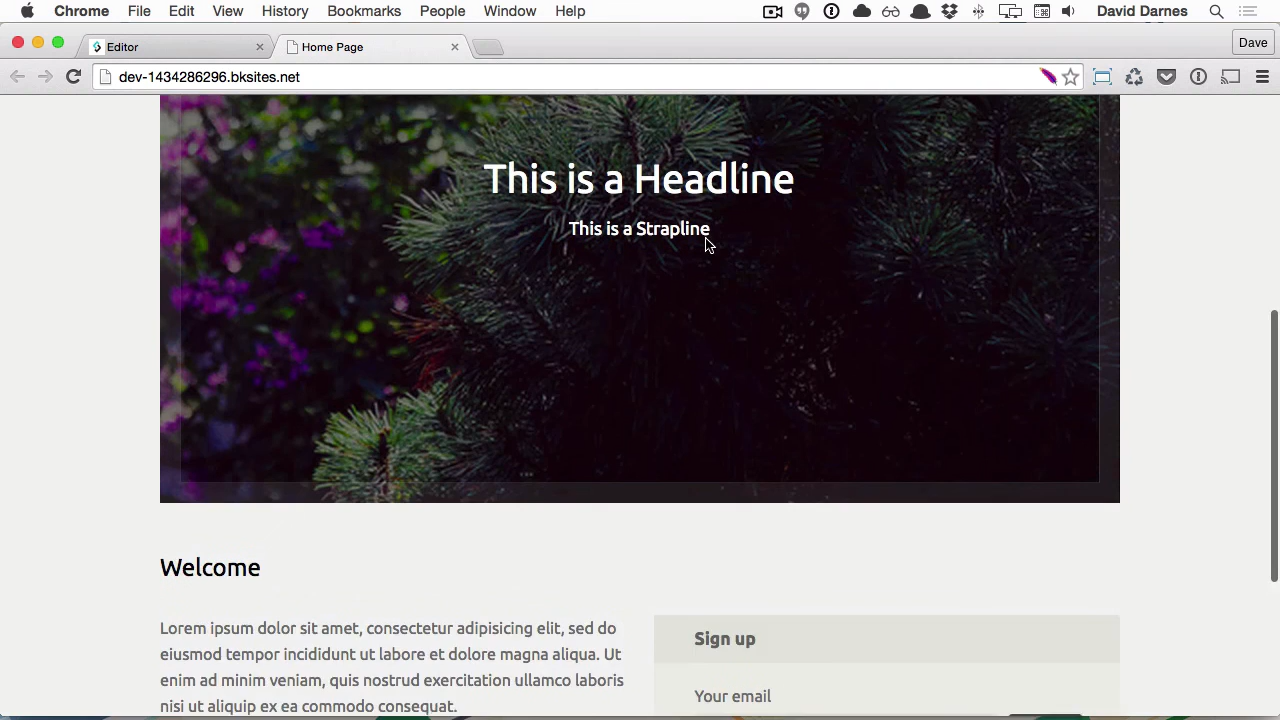 Chrome File Edit View History Bookmarks People Window Help David Darnes
Editor Home Page Dave
dev-1434286296.bksites.net
This is a Headline
This is a Strapline
Welcome
Lorem ipsum dolor sit amet, consectetur adipisicing elit, sed do
eiusmod tempor incididunt ut labore et dolore magna aliqua. Ut
enim ad minim veniam, quis nostrud exercitation ullamco laboris
nisi ut aliquip ex ea commodo consequat.
Sign up
Your email